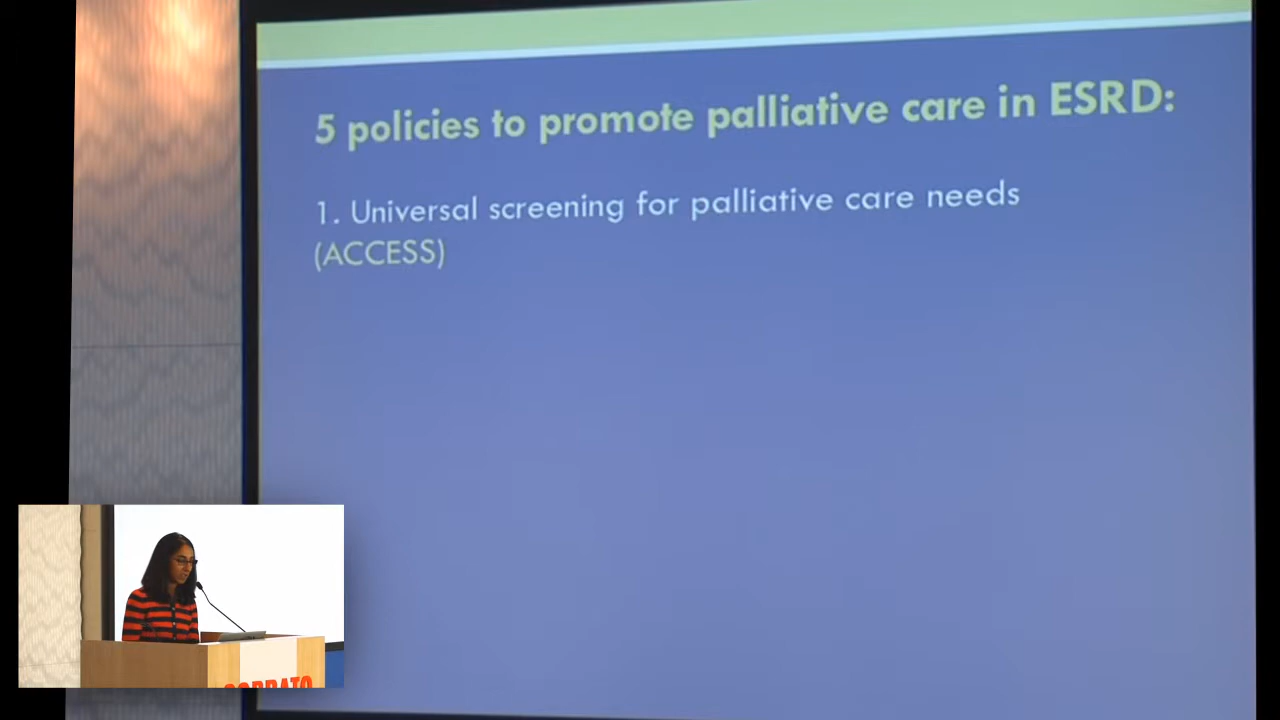 5 policies to promote palliative care in ESRD:
1. Universal screening for palliative care needs
(ACCESS)